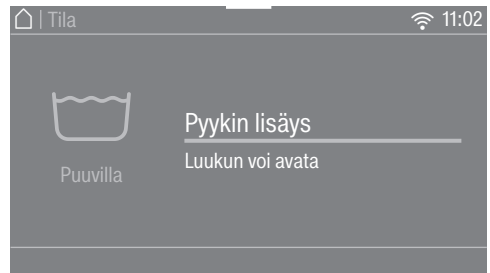 | Tila 11:02
Pyykin lisäys
Luukun voi avata
Puuvilla